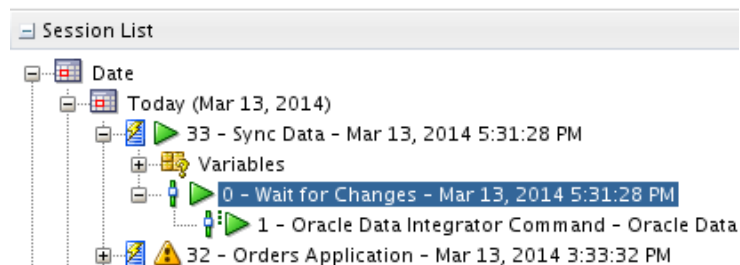 Session List
Date
Today (Mar 13, 2014)
33 - Sync Data - Mar 13, 2014 5:31:28 PM
Variables
0 - Wait for Changes - Mar 13, 2014 5:31:28 PM
1 - Oracle Data Integrator Command - Oracle Data
32 - Orders Application - Mar 13, 2014 3:33:32 PM